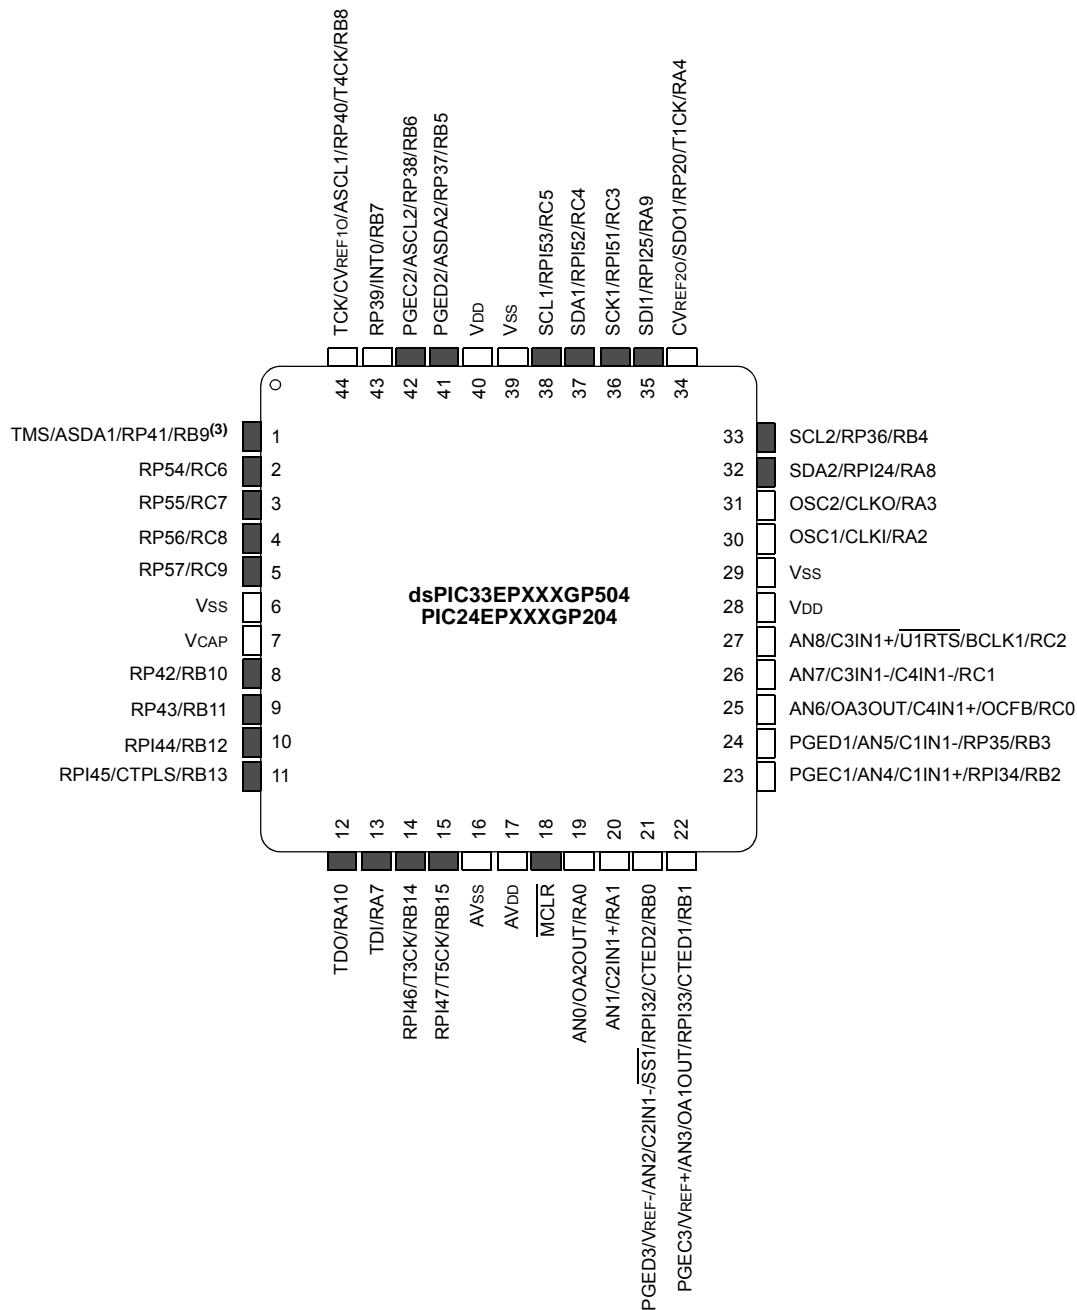 TCK/CVREF1O/ASCL1/RP40/T4CK/RB8
RP39/INT0/RB7
PGEC2/ASCL2/RP38/RB6
PGED2/ASDA2/RP37/RB5
VDD
VSS
SCL1/RPI53/RC5
SDA1/RPI52/RC4
SCK1/RPI51/RC3
SDI1/RPI25/RA9
CVREF2O/SDO1/RP20/T1CK/RA4
44
43
42
41
40
39
38
37
36
35
34
TMS/ASDA1/RP41/RB9(3) 1
RP54/RC6 2
RP55/RC7 3
RP56/RC8 4
RP57/RC9 5
VSS 6
VCAP 7
RP42/RB10 8
RP43/RB11 9
RPI44/RB12 10
RPI45/CTPLS/RB13 11
dsPIC33EPXXXGP504
PIC24EPXXXGP204
33 SCL2/RP36/RB4
32 SDA2/RPI24/RA8
31 OSC2/CLKO/RA3
30 OSC1/CLKI/RA2
29 VSS
28 VDD
27 AN8/C3IN1+/U1RTS/BCLK1/RC2
26 AN7/C3IN1-/C4IN1-/RC1
25 AN6/OA3OUT/C4IN1+/OCFB/RC0
24 PGED1/AN5/C1IN1-/RP35/RB3
23 PGEC1/AN4/C1IN1+/RPI34/RB2
12
13
14
15
16
17
18
19
20
21
22
TDO/RA10
TDI/RA7
RPI46/T3CK/RB14
RPI47/T5CK/RB15
AVSS
AVDD
MCLR
AN0/OA2OUT/RA0
AN1/C2IN1+/RA1
PGED3/VREF-/AN2/C2IN1-/SS1/RPI32/CTED2/RB0
PGEC3/VREF+/AN3/OA1OUT/RPI33/CTED1/RB1